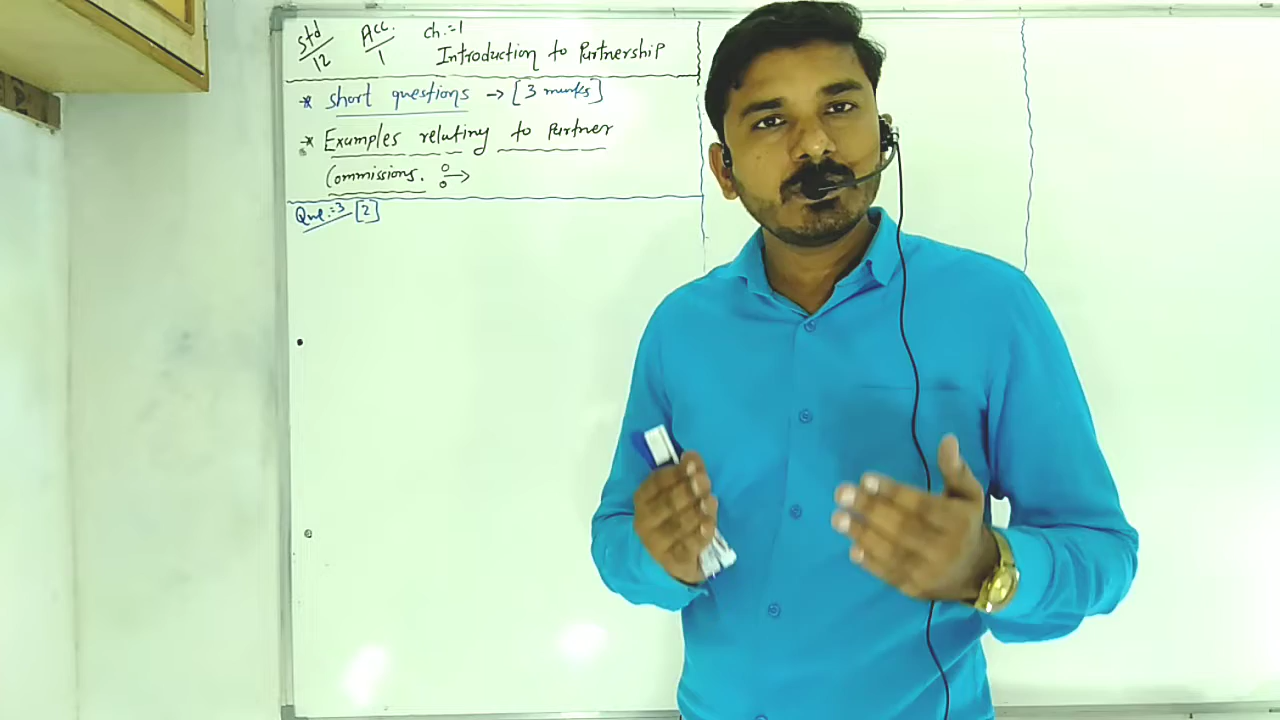 Std/12 Acc./1 ch.:-1
Introduction to Partnership
* short questions → [3 marks]
* Examples relating to Partner
Commissions. :→
Que.:-3 [2]